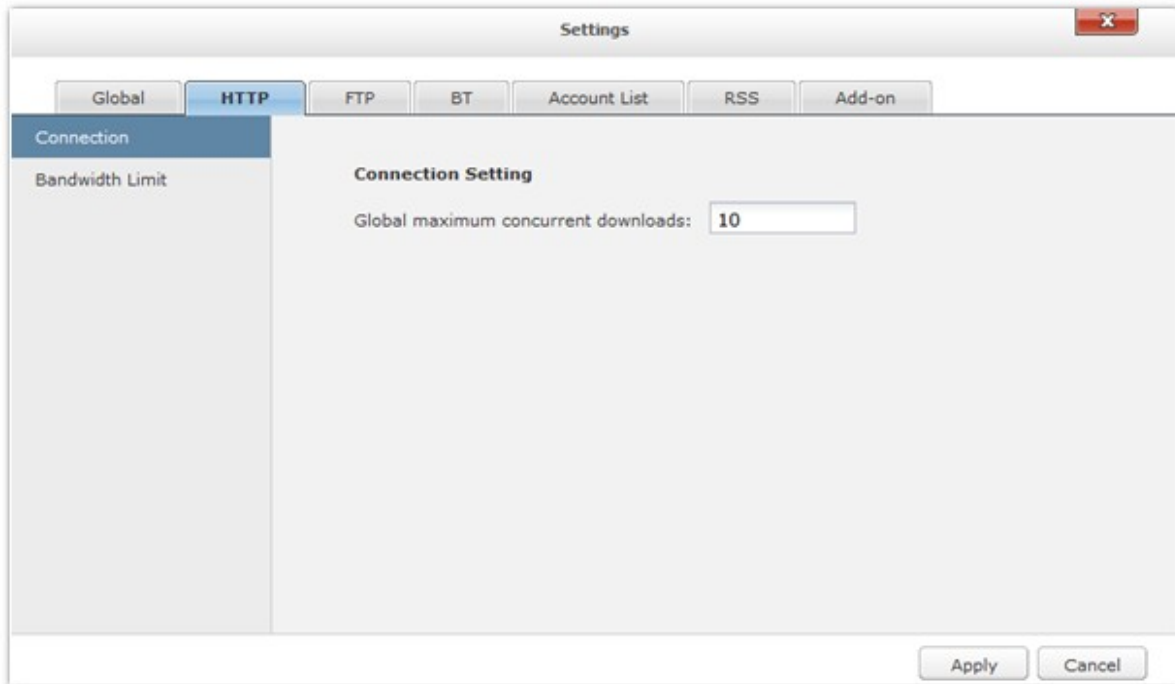 Settings
x
Global HTTP FTP BT Account List RSS Add-on
Connection
Bandwidth Limit
Connection Setting
Global maximum concurrent downloads: 10
Apply Cancel